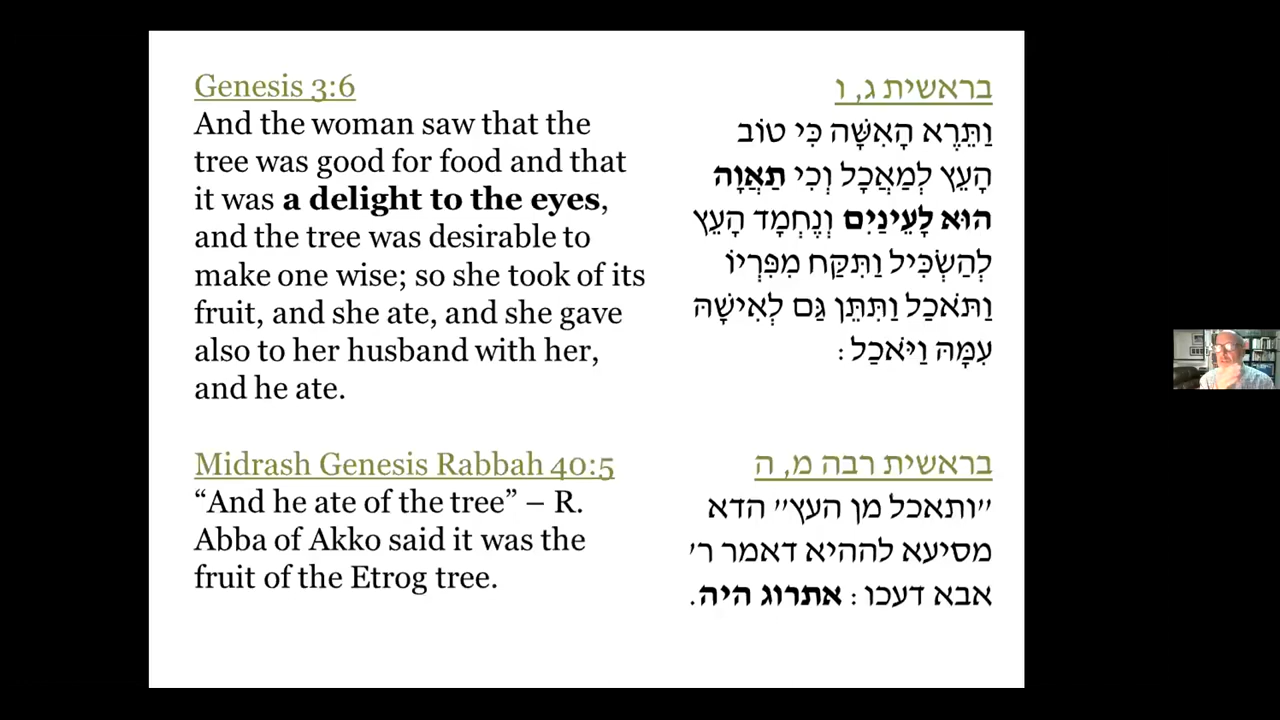 Genesis 3:6
And the woman saw that the
tree was good for food and that
it was a delight to the eyes,
and the tree was desirable to
make one wise; so she took of its
fruit, and she ate, and she gave
also to her husband with her,
and he ate.
Midrash Genesis Rabbah 40:5
“And he ate of the tree” – R.
Abba of Akko said it was the
fruit of the Etrog tree.
בראשית ג, ו
וַתֵּרֶא הָאִשָּׁה כִּי טוֹב
הָעֵץ לְמַאֲכָל וְכִי תַאֲוָה
הוּא לָעֵינַיִם וְנֶחְמָד הָעֵץ
לְהַשְׂכִּיל וַתִּקַּח מִפִּרְיוֹ
וַתֹּאכַל וַתִּתֵּן גַּם לְאִישָׁהּ
עִמָּהּ וַיֹּאכַל :
בראשית רבה מ, ה
״ותאכל מן העץ״ הדא
מסיעא לההיא דאמר ר׳
אבא דעכו : אתרוג היה.